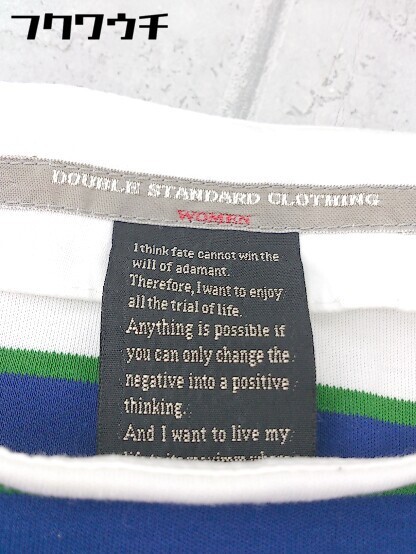 フクワウチ
DOUBLE STANDARD CLOTHING
WOMEN
I think fate cannot win the
will of adamant.
Therefore, I want to enjoy
all the trial of life.
Anything is possible if
you can only change the
negative into a positive
thinking.
And I want to live my